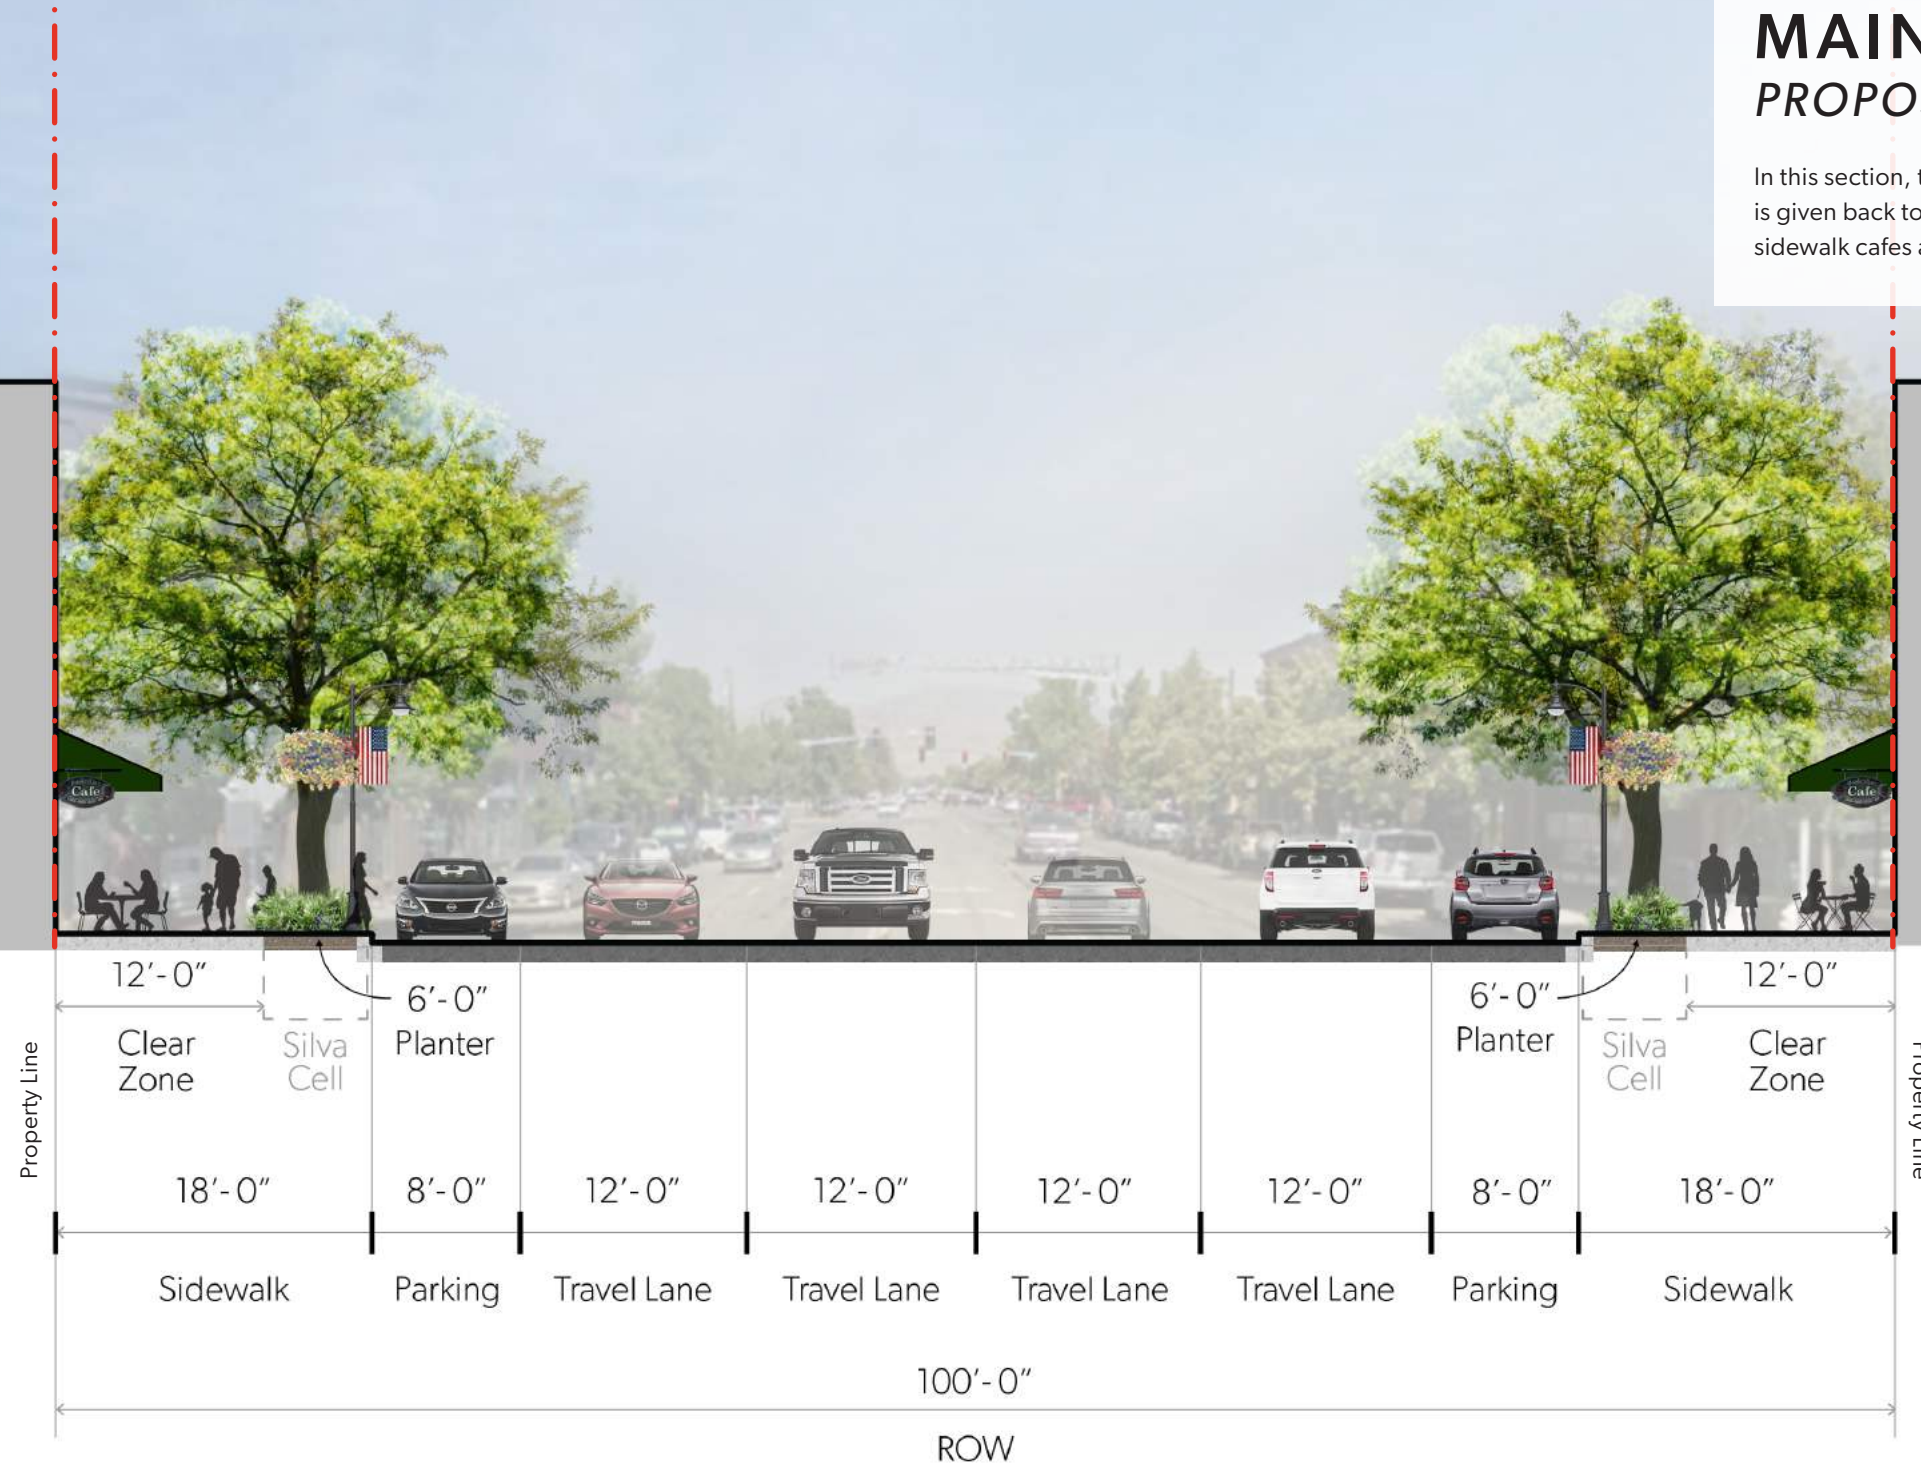 MAIN
PROPO
In this section, t
is given back to
sidewalk cafes a
Cafe
Cafe
12'-0"
6'-0"
6'-0"
12'-0"
Clear
Zone
Silva
Cell
Planter
Planter
Silva
Cell
Clear
Zone
Property Line
Property Line
18'-0"
8'-0"
12'-0"
12'-0"
12'-0"
12'-0"
8'-0"
18'-0"
Sidewalk
Parking
Travel Lane
Travel Lane
Travel Lane
Travel Lane
Parking
Sidewalk
100'-0"
ROW